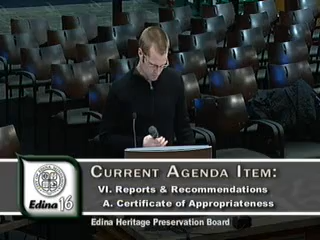 CURRENT AGENDA ITEM:
VI. Reports & Recommendations
A. Certificate of Appropriateness
Edina 16
Edina Heritage Preservation Board